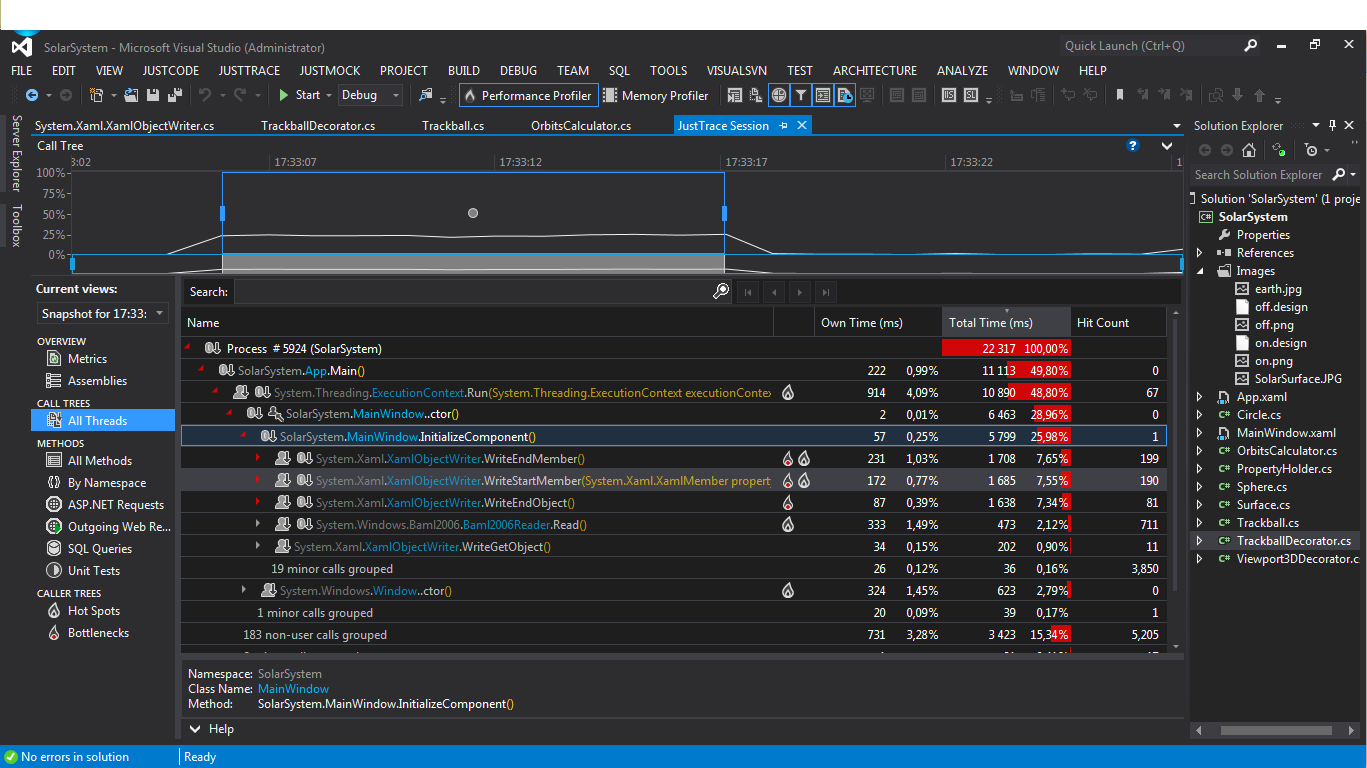 SolarSystem - Microsoft Visual Studio (Administrator)
Quick Launch (Ctrl+Q)
FILE EDIT VIEW JUSTCODE JUSTTRACE JUSTMOCK PROJECT BUILD DEBUG TEAM SQL TOOLS VISUALSVN TEST ARCHITECTURE ANALYZE WINDOW HELP
Start Debug Performance Profiler Memory Profiler
Server Explorer
Toolbox
System.Xaml.XamlObjectWriter.cs TrackballDecorator.cs Trackball.cs OrbitsCalculator.cs JustTrace Session
Call Tree
3:02 17:33:07 17:33:12 17:33:17 17:33:22 1
100%
75%
50%
25%
0%
Current views:
Snapshot for 17:33:
OVERVIEW
Metrics
Assemblies
CALL TREES
All Threads
METHODS
All Methods
By Namespace
ASP.NET Requests
Outgoing Web Re...
SQL Queries
Unit Tests
CALLER TREES
Hot Spots
Bottlenecks
Search:
Name Own Time (ms) Total Time (ms) Hit Count
Process # 5924 (SolarSystem) 22 317 100,00%
SolarSystem.App.Main() 222 0,99% 11 113 49,80% 0
System.Threading.ExecutionContext.Run(System.Threading.ExecutionContext executionContex 914 4,09% 10 890 48,80% 67
SolarSystem.MainWindow..ctor() 2 0,01% 6 463 28,96% 0
SolarSystem.MainWindow.InitializeComponent() 57 0,25% 5 799 25,98% 1
System.Xaml.XamlObjectWriter.WriteEndMember() 231 1,03% 1 708 7,65% 199
System.Xaml.XamlObjectWriter.WriteStartMember(System.Xaml.XamlMember propert 172 0,77% 1 685 7,55% 190
System.Xaml.XamlObjectWriter.WriteEndObject() 87 0,39% 1 638 7,34% 81
System.Windows.Baml2006.Baml2006Reader.Read() 333 1,49% 473 2,12% 711
System.Xaml.XamlObjectWriter.WriteGetObject() 34 0,15% 202 0,90% 11
19 minor calls grouped 26 0,12% 36 0,16% 3,850
System.Windows.Window..ctor() 324 1,45% 623 2,79% 0
1 minor calls grouped 20 0,09% 39 0,17% 1
183 non-user calls grouped 731 3,28% 3 423 15,34% 5,205
Namespace: SolarSystem
Class Name: MainWindow
Method: SolarSystem.MainWindow.InitializeComponent()
Help
Solution Explorer
Search Solution Explorer
Solution 'SolarSystem' (1 proje
SolarSystem
Properties
References
Images
earth.jpg
off.design
off.png
on.design
on.png
SolarSurface.JPG
App.xaml
Circle.cs
MainWindow.xaml
OrbitsCalculator.cs
PropertyHolder.cs
Sphere.cs
Surface.cs
Trackball.cs
TrackballDecorator.cs
Viewport3DDecorator.c
No errors in solution
Ready